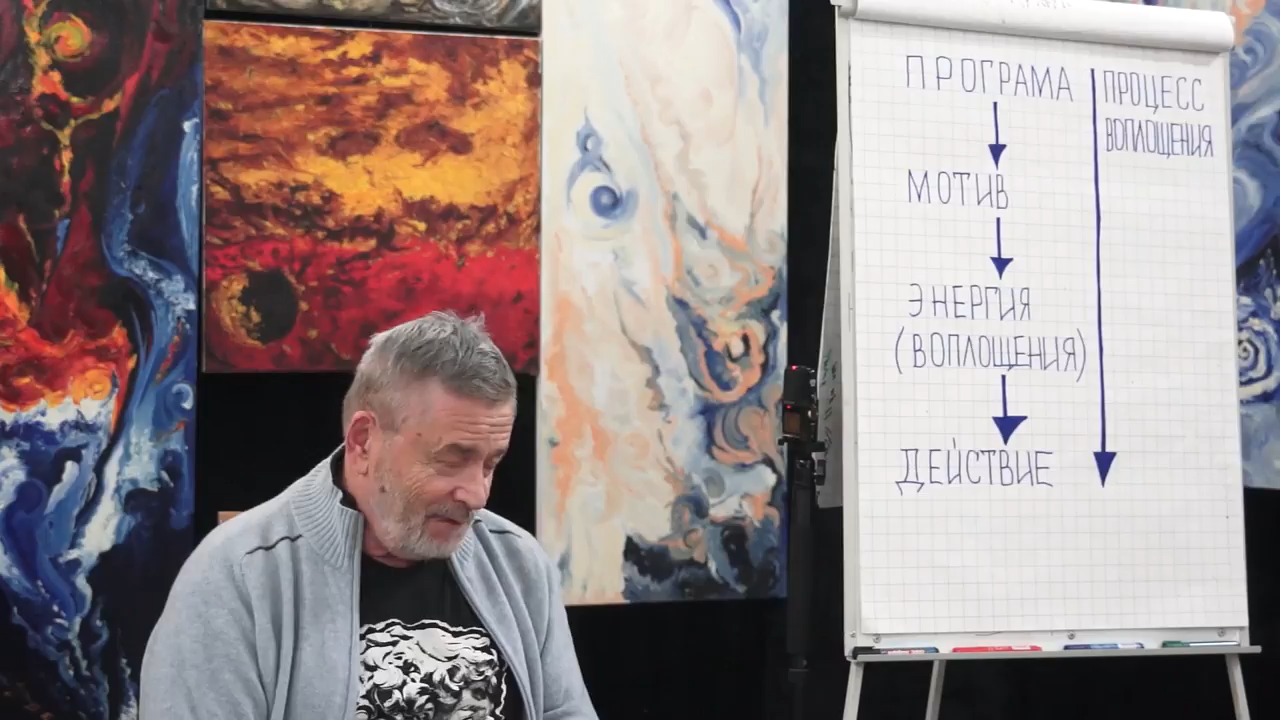 ПРОГРАМА
МОТИВ
ЭНЕРГИЯ
(ВОПЛОЩЕНИЯ)
ДЕЙСТВИЕ
ПРОЦЕСС
ВОПЛОЩЕНИЯ